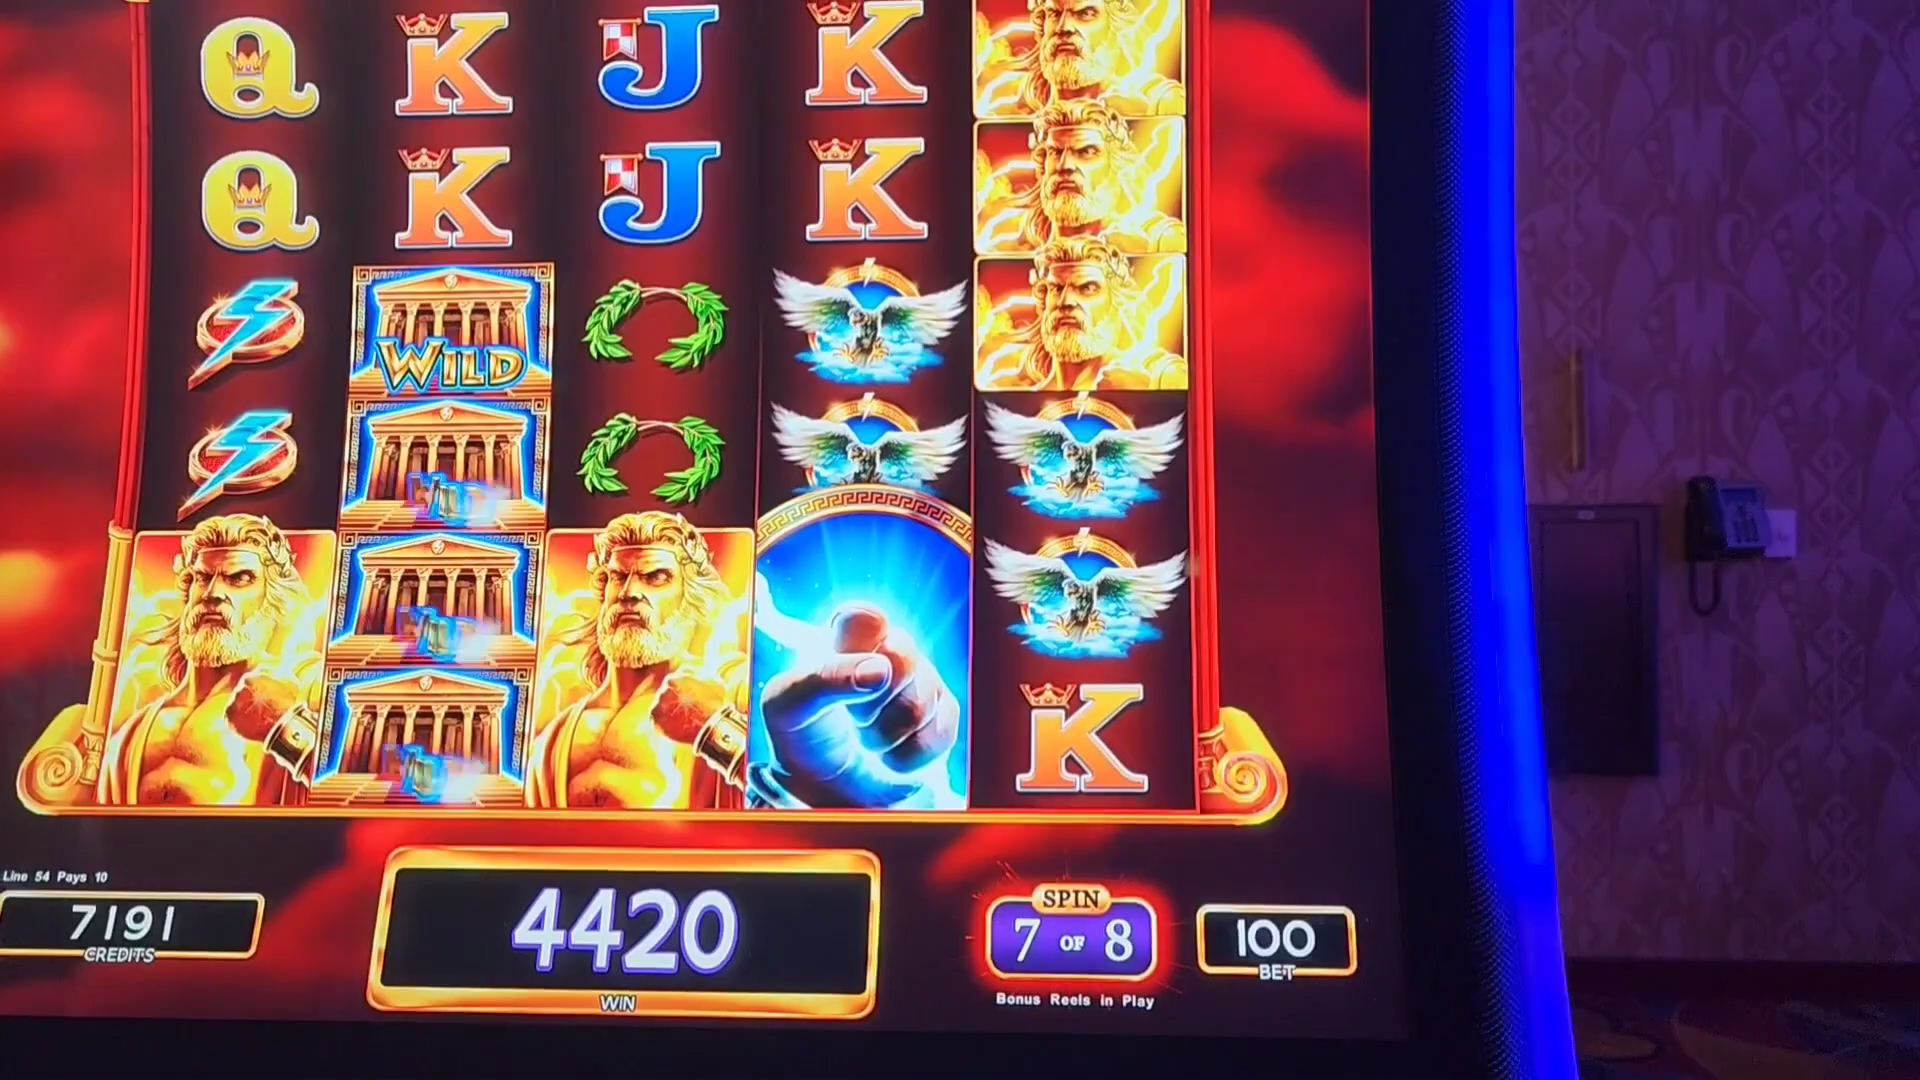 Q K J K
Q K J K
WILD
K
Line 54 Pays 10
7191
CREDITS
4420
WIN
SPIN
7 OF 8
Bonus Reels in Play
100
BET